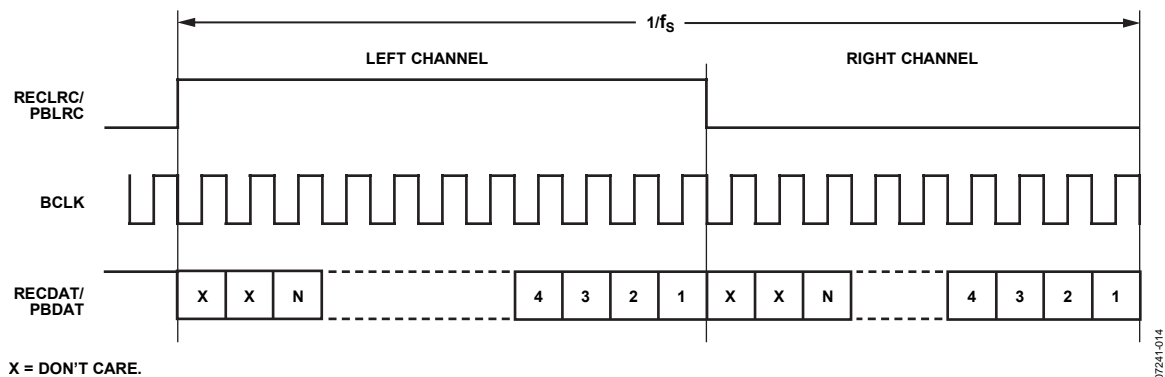 1/fS
LEFT CHANNEL
RIGHT CHANNEL
RECLRC/
PBLRC
BCLK
RECDAT/
PBDAT
X X N 4 3 2 1 X X N 4 3 2 1
X = DON'T CARE.
07241-014